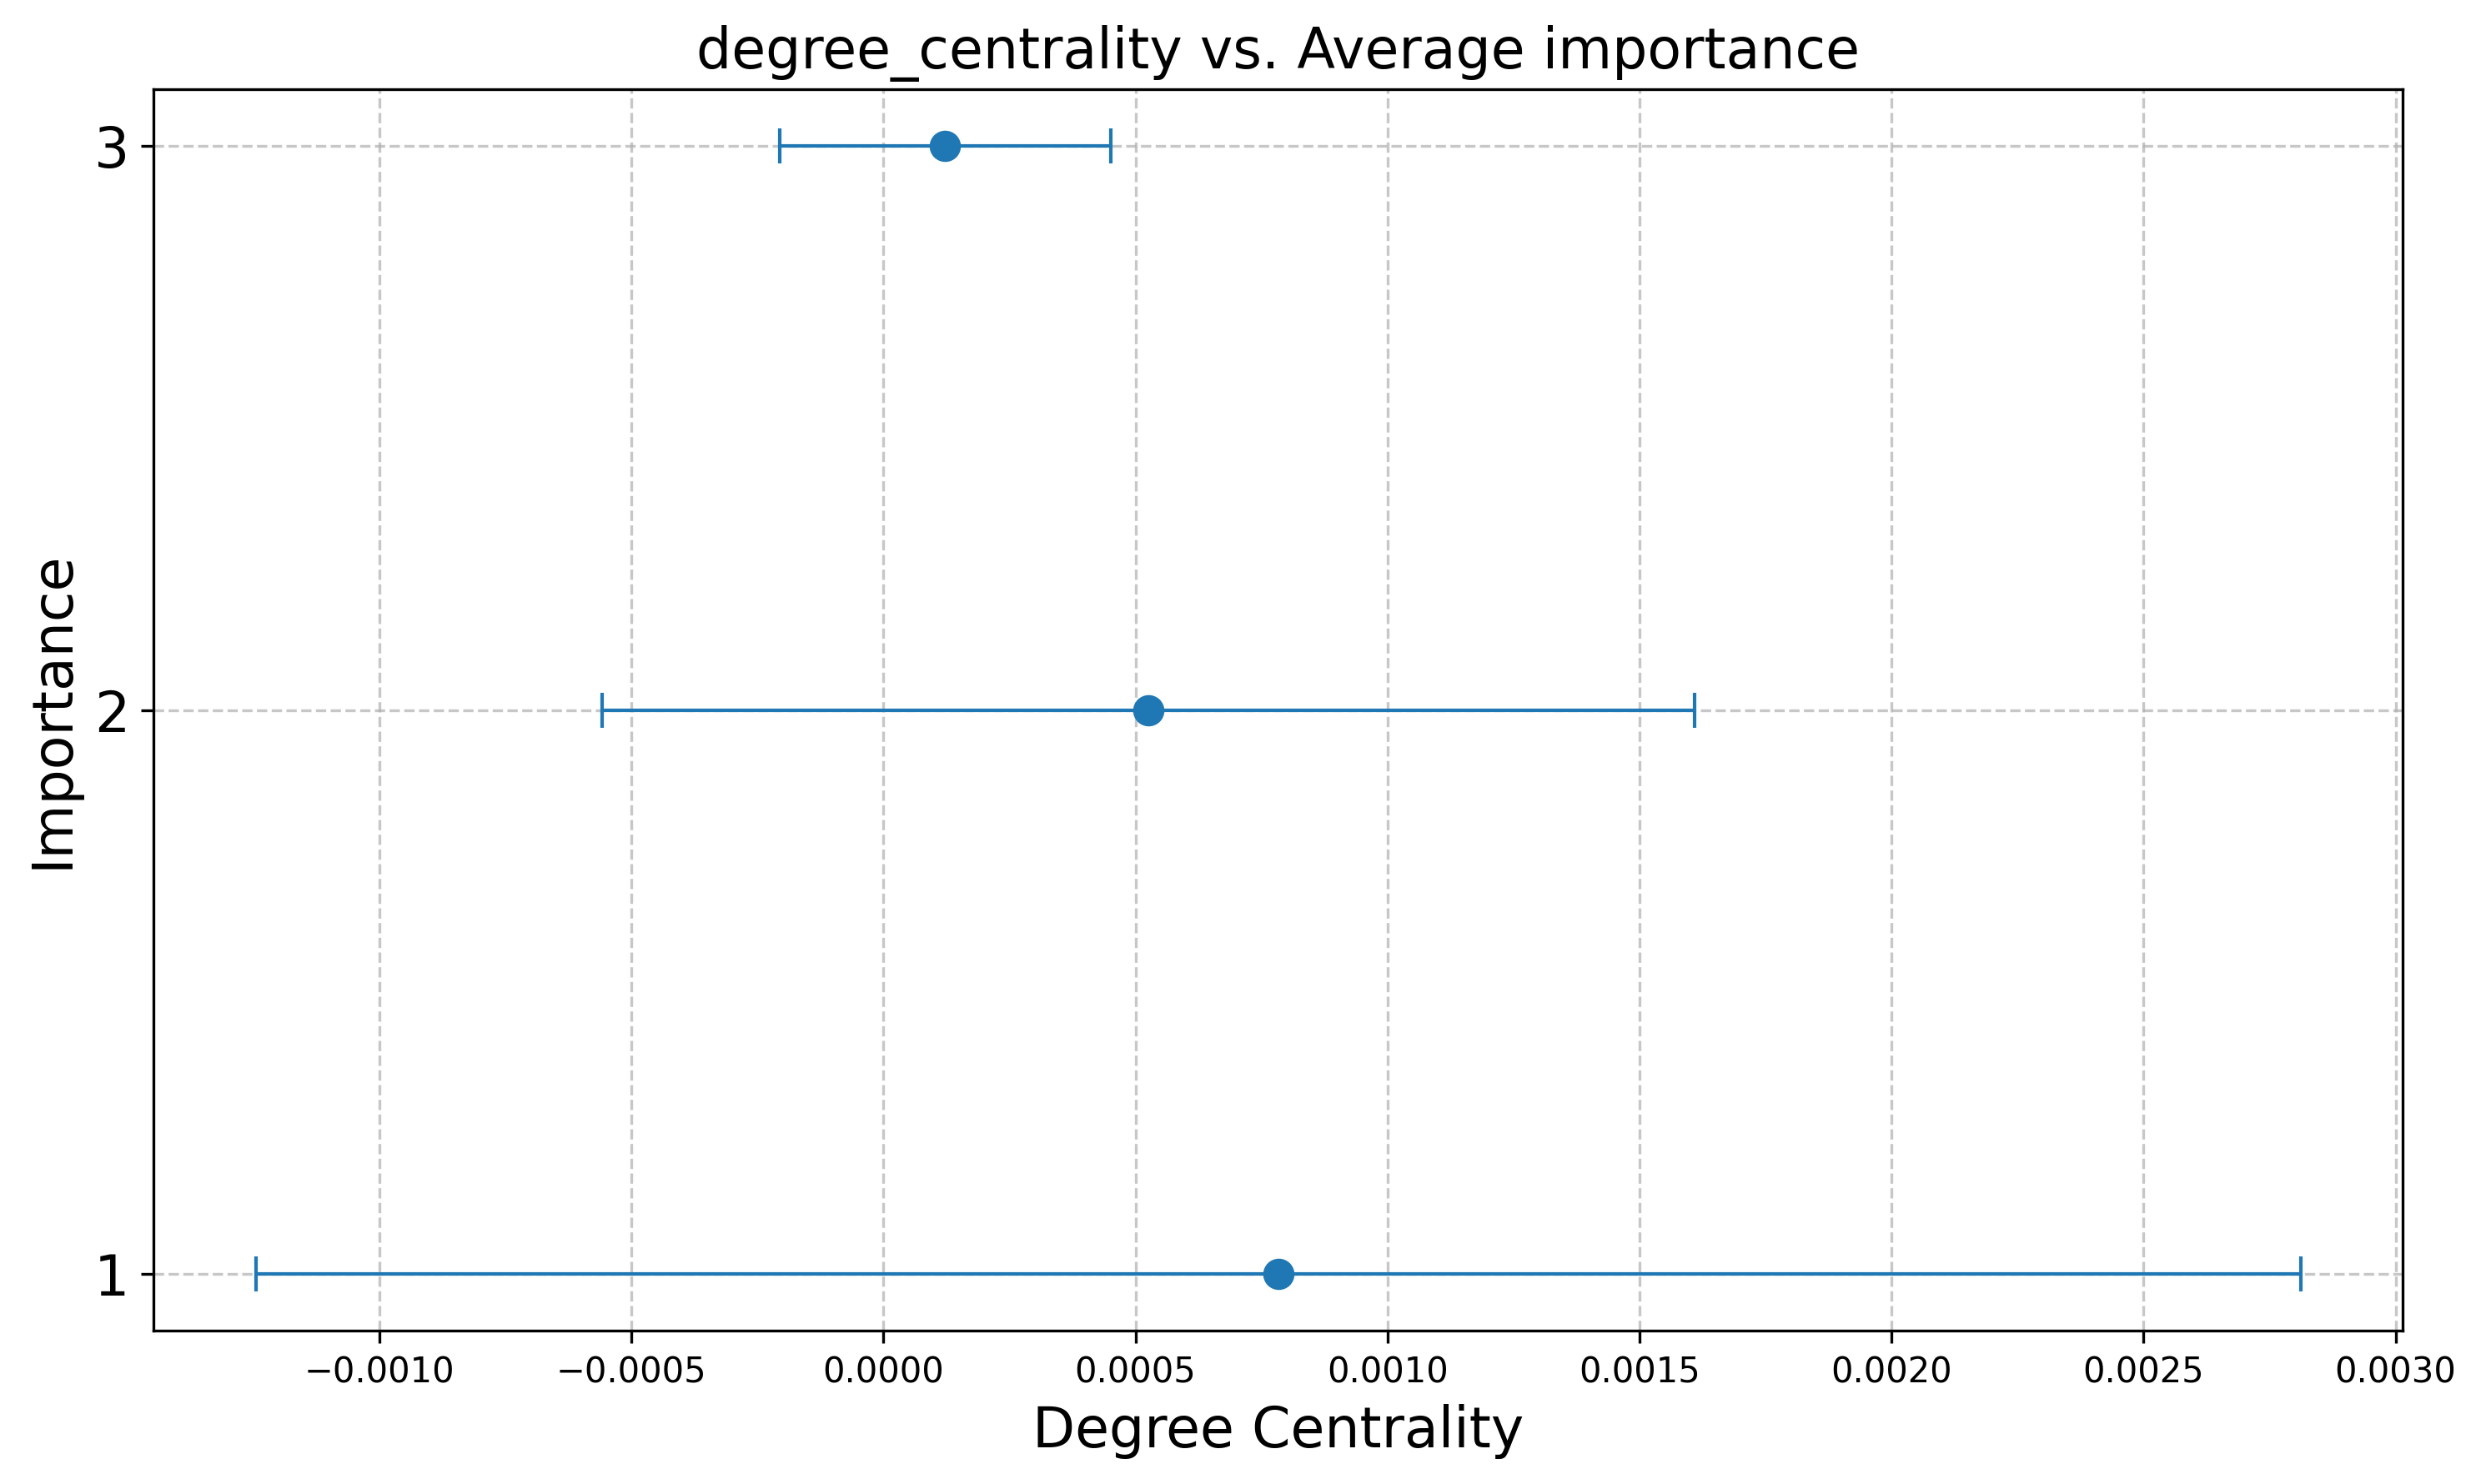 degree_centrality vs. Average importance
3
2
1
Importance
−0.0010 −0.0005 0.0000 0.0005 0.0010 0.0015 0.0020 0.0025 0.0030
Degree Centrality